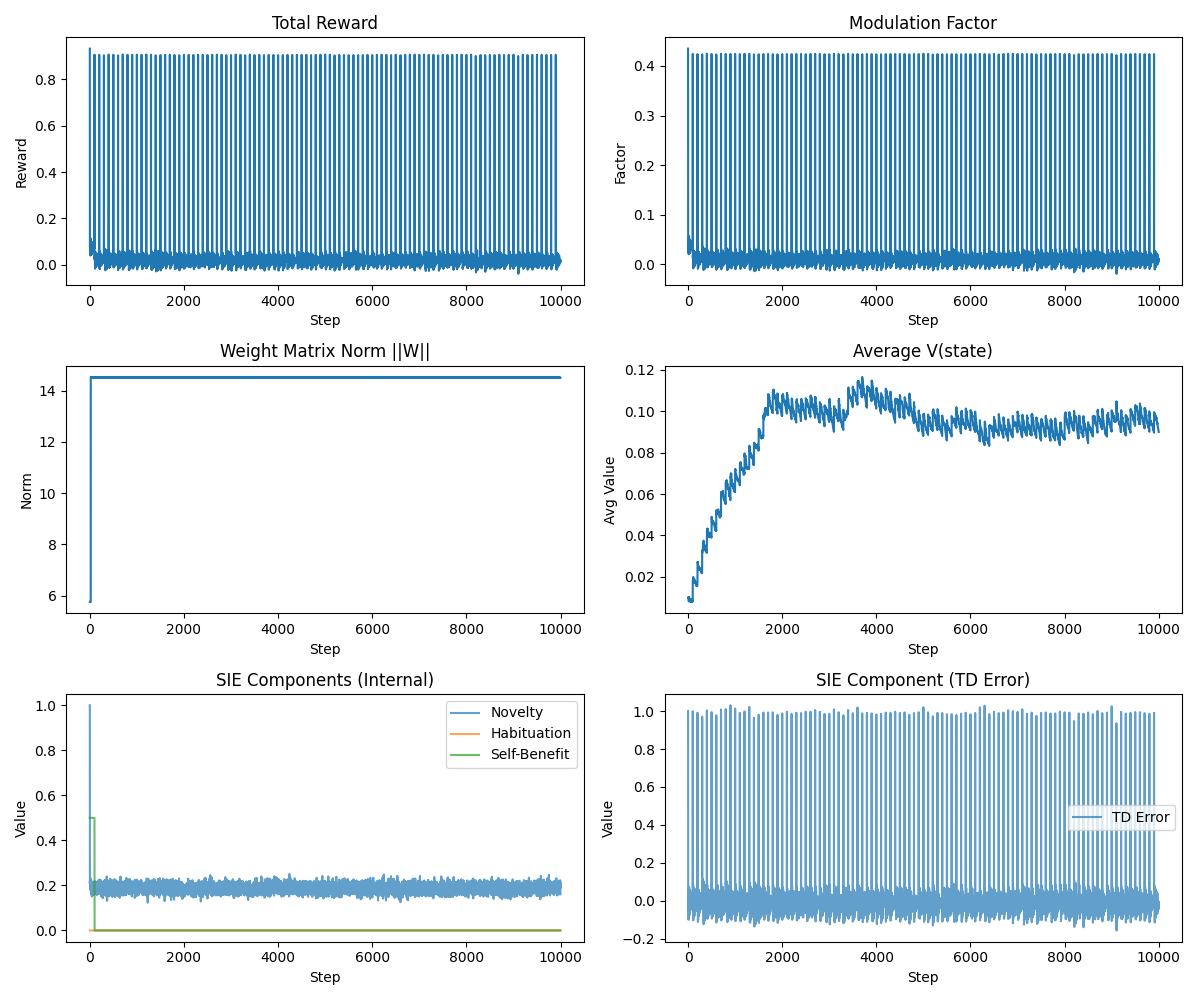 Total Reward
Reward
0.8
0.6
0.4
0.2
0.0
0 2000 4000 6000 8000 10000
Step
Modulation Factor
Factor
0.4
0.3
0.2
0.1
0.0
0 2000 4000 6000 8000 10000
Step
Weight Matrix Norm ||W||
Norm
14
12
10
8
6
0 2000 4000 6000 8000 10000
Step
Average V(state)
Avg Value
0.12
0.10
0.08
0.06
0.04
0.02
0 2000 4000 6000 8000 10000
Step
SIE Components (Internal)
Value
1.0
0.8
0.6
0.4
0.2
0.0
Novelty
Habituation
Self-Benefit
0 2000 4000 6000 8000 10000
Step
SIE Component (TD Error)
Value
1.0
0.8
0.6
0.4
0.2
0.0
−0.2
TD Error
0 2000 4000 6000 8000 10000
Step